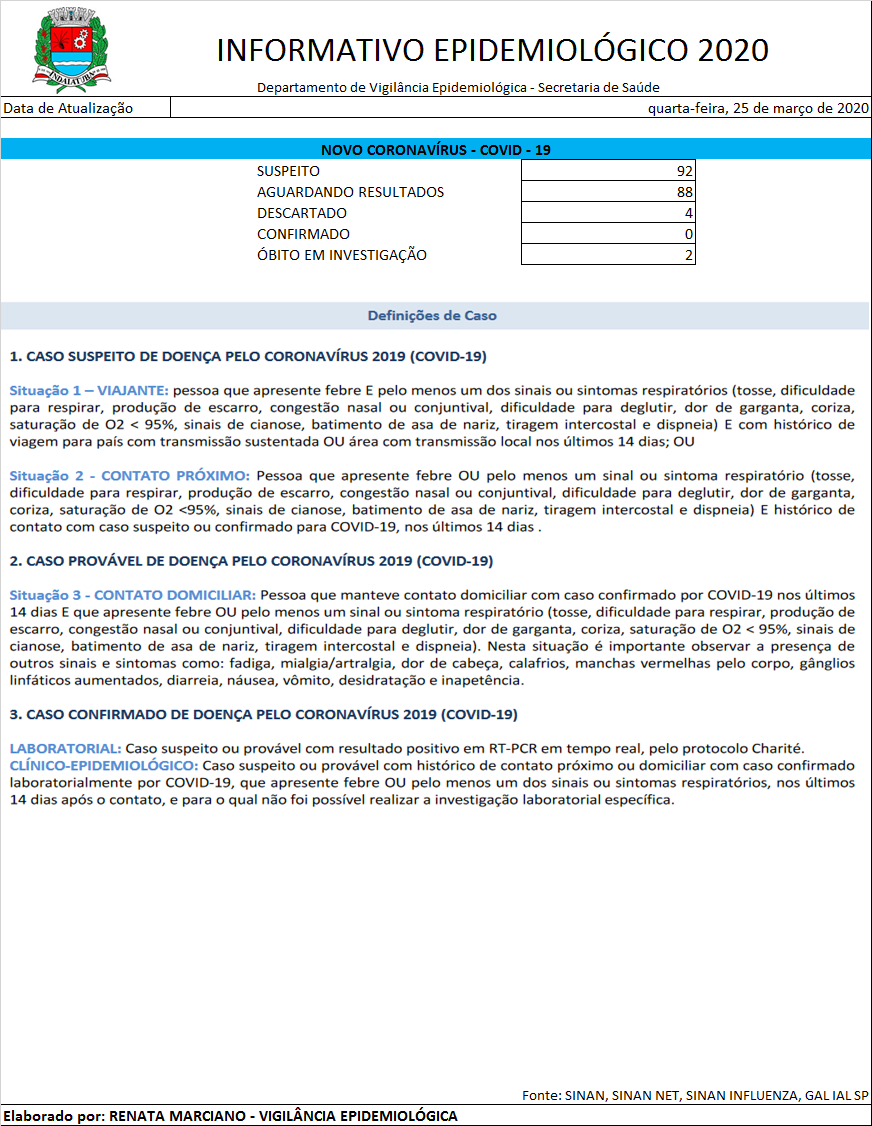 INDAIATUBA
INFORMATIVO EPIDEMIOLÓGICO 2020
Departamento de Vigilância Epidemiológica - Secretaria de Saúde
Data de Atualização quarta-feira, 25 de março de 2020
NOVO CORONAVÍRUS - COVID - 19
SUSPEITO 92
AGUARDANDO RESULTADOS 88
DESCARTADO 4
CONFIRMADO 0
ÓBITO EM INVESTIGAÇÃO 2
Definições de Caso
1. CASO SUSPEITO DE DOENÇA PELO CORONAVÍRUS 2019 (COVID-19)
Situação 1 – VIAJANTE: pessoa que apresente febre E pelo menos um dos sinais ou sintomas respiratórios (tosse, dificuldade
para respirar, produção de escarro, congestão nasal ou conjuntival, dificuldade para deglutir, dor de garganta, coriza,
saturação de O2 < 95%, sinais de cianose, batimento de asa de nariz, tiragem intercostal e dispneia) E com histórico de
viagem para país com transmissão sustentada OU área com transmissão local nos últimos 14 dias; OU
Situação 2 - CONTATO PRÓXIMO: Pessoa que apresente febre OU pelo menos um sinal ou sintoma respiratório (tosse,
dificuldade para respirar, produção de escarro, congestão nasal ou conjuntival, dificuldade para deglutir, dor de garganta,
coriza, saturação de O2 <95%, sinais de cianose, batimento de asa de nariz, tiragem intercostal e dispneia) E histórico de
contato com caso suspeito ou confirmado para COVID-19, nos últimos 14 dias .
2. CASO PROVÁVEL DE DOENÇA PELO CORONAVÍRUS 2019 (COVID-19)
Situação 3 - CONTATO DOMICILIAR: Pessoa que manteve contato domiciliar com caso confirmado por COVID-19 nos últimos
14 dias E que apresente febre OU pelo menos um sinal ou sintoma respiratório (tosse, dificuldade para respirar, produção de
escarro, congestão nasal ou conjuntival, dificuldade para deglutir, dor de garganta, coriza, saturação de O2 < 95%, sinais de
cianose, batimento de asa de nariz, tiragem intercostal e dispneia). Nesta situação é importante observar a presença de
outros sinais e sintomas como: fadiga, mialgia/artralgia, dor de cabeça, calafrios, manchas vermelhas pelo corpo, gânglios
linfáticos aumentados, diarreia, náusea, vômito, desidratação e inapetência.
3. CASO CONFIRMADO DE DOENÇA PELO CORONAVÍRUS 2019 (COVID-19)
LABORATORIAL: Caso suspeito ou provável com resultado positivo em RT-PCR em tempo real, pelo protocolo Charité.
CLÍNICO-EPIDEMIOLÓGICO: Caso suspeito ou provável com histórico de contato próximo ou domiciliar com caso confirmado
laboratorialmente por COVID-19, que apresente febre OU pelo menos um dos sinais ou sintomas respiratórios, nos últimos
14 dias após o contato, e para o qual não foi possível realizar a investigação laboratorial específica.
Fonte: SINAN, SINAN NET, SINAN INFLUENZA, GAL IAL SP
Elaborado por: RENATA MARCIANO - VIGILÂNCIA EPIDEMIOLÓGICA